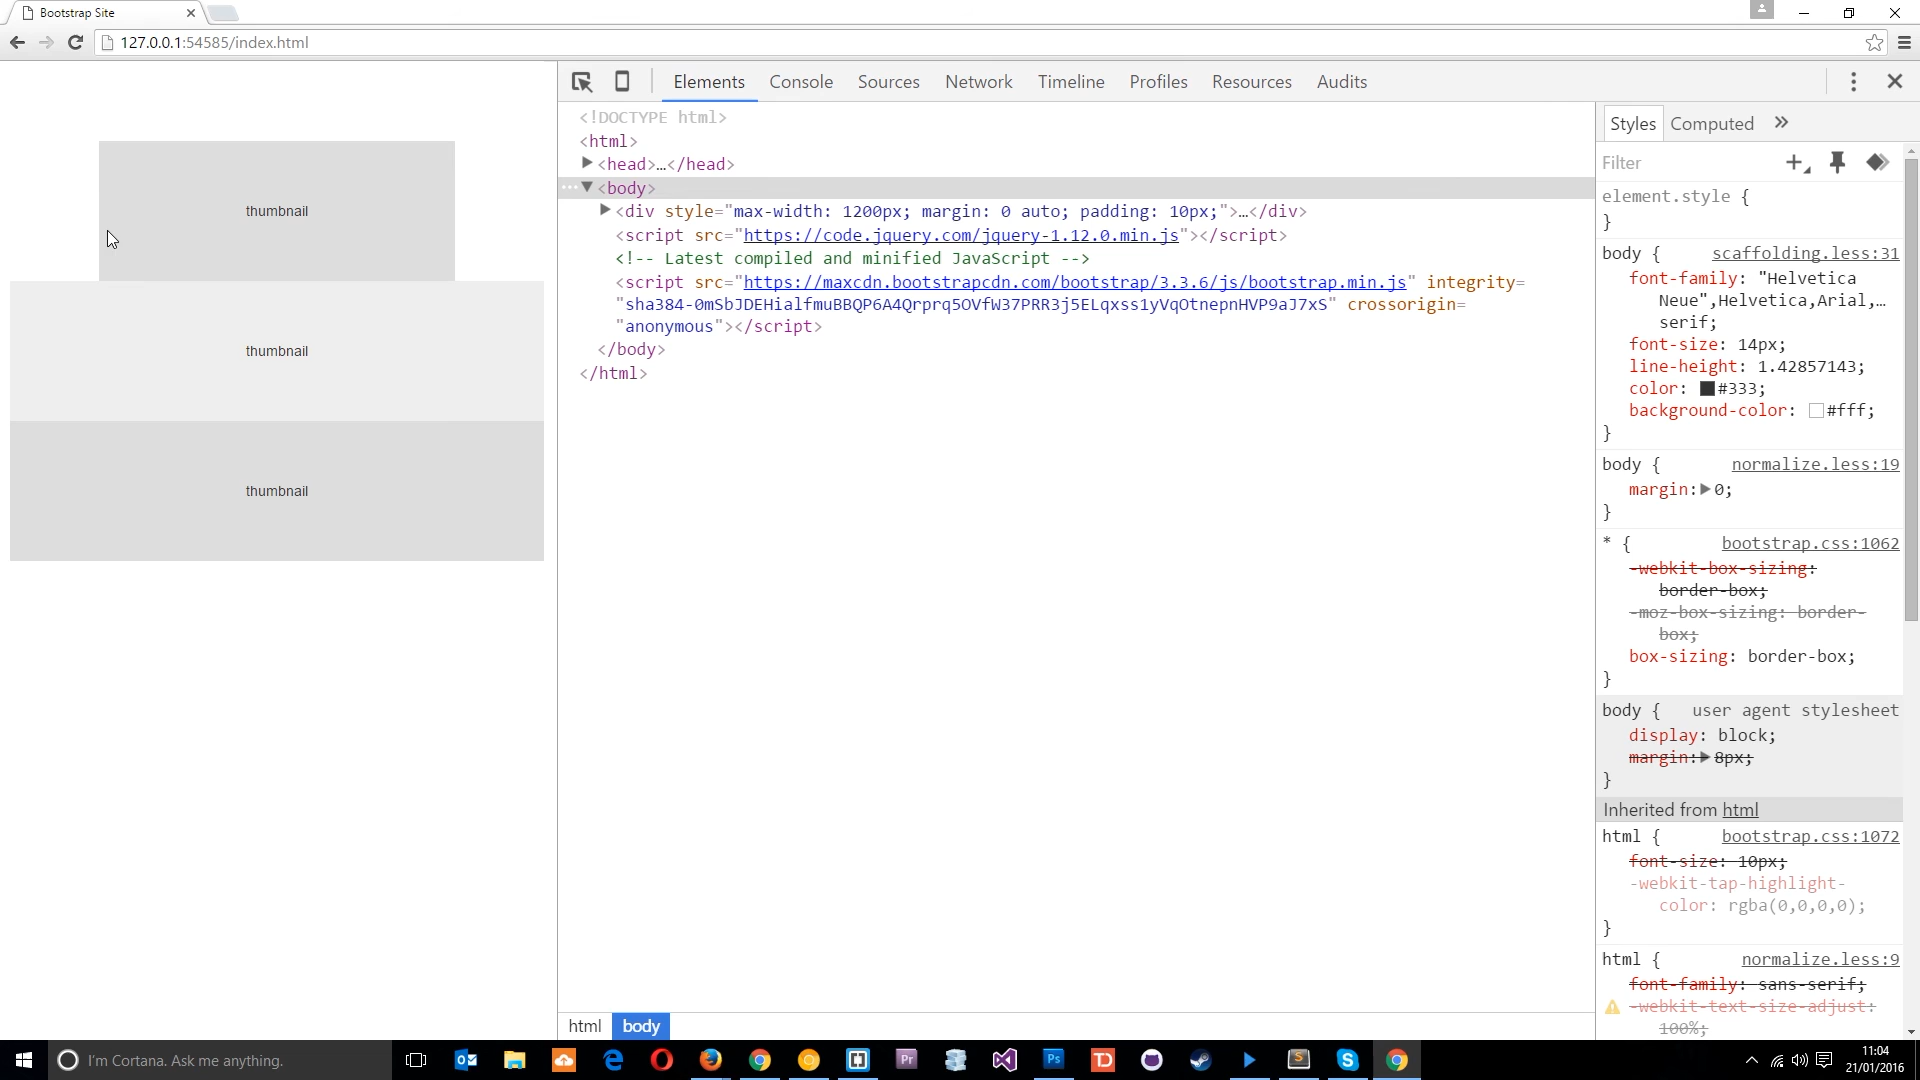 Bootstrap Site
127.0.0.1:54585/index.html
thumbnail
thumbnail
thumbnail
Elements Console Sources Network Timeline Profiles Resources Audits
<!DOCTYPE html>
<html>
<head>…</head>
<body>
<div style="max-width: 1200px; margin: 0 auto; padding: 10px;">…</div>
<script src="https://code.jquery.com/jquery-1.12.0.min.js"></script>
<!-- Latest compiled and minified JavaScript -->
<script src="https://maxcdn.bootstrapcdn.com/bootstrap/3.3.6/js/bootstrap.min.js" integrity=
"sha384-0mSbJDEHialfmuBBQP6A4Qrprq5OVfW37PRR3j5ELqxss1yVqOtnepnHVP9aJ7xS" crossorigin=
"anonymous"></script>
</body>
</html>
html body
Styles Computed
Filter
element.style {
}
body { scaffolding.less:31
font-family: "Helvetica
Neue",Helvetica,Arial,…
serif;
font-size: 14px;
line-height: 1.42857143;
color: #333;
background-color: #fff;
}
body { normalize.less:19
margin: 0;
}
* { bootstrap.css:1062
-webkit-box-sizing:
border-box;
-moz-box-sizing: border-
box;
box-sizing: border-box;
}
body { user agent stylesheet
display: block;
margin: 8px;
}
Inherited from html
html { bootstrap.css:1072
font-size: 10px;
-webkit-tap-highlight-
color: rgba(0,0,0,0);
}
html { normalize.less:9
font-family: sans-serif;
-webkit-text-size-adjust:
100%;
I'm Cortana. Ask me anything.
11:04
21/01/2016